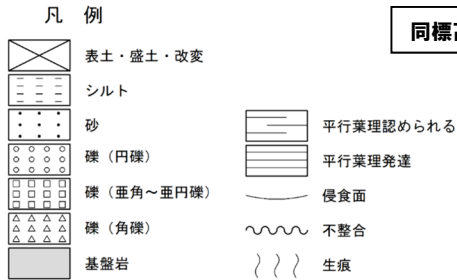 凡 例
同標
表土・盛土・改変
シルト
砂
礫（円礫）
礫（亜角～亜円礫）
礫（角礫）
基盤岩
平行葉理認められる
平行葉理発達
侵食面
不整合
生痕